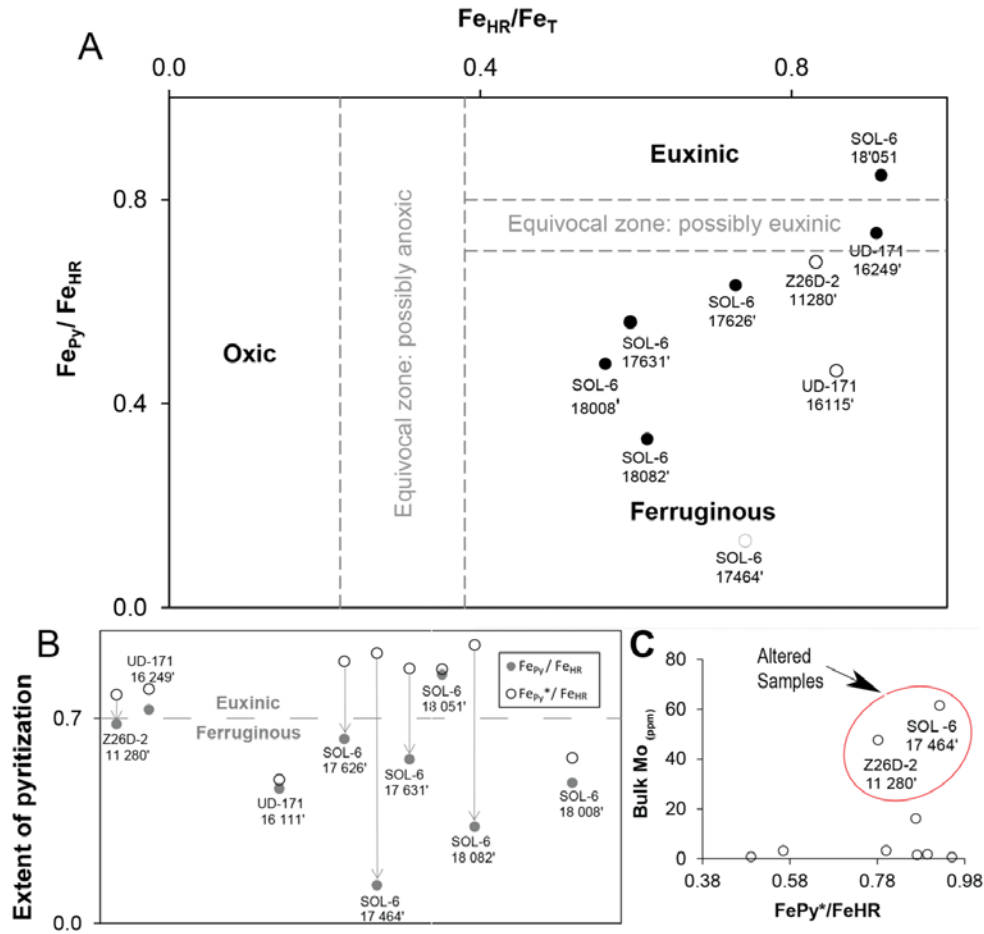 A
Fe_HR/Fe_T
0.0 0.4 0.8
Fe_Py/ Fe_HR
0.8
0.4
0.0
Oxic
Equivocal zone: possibly anoxic
Euxinic
Equivocal zone: possibly euxinic
Ferruginous
SOL-6
18'051
UD-171
16249'
Z26D-2
11280'
SOL-6
17626'
SOL-6
17631'
SOL-6
18008'
UD-171
16115'
SOL-6
18082'
SOL-6
17464'
B
Extent of pyritization
0.7
0.0
UD-171
16 249'
Z26D-2
11 280'
Euxinic
Ferruginous
UD-171
16 111'
SOL-6
17 626'
SOL-6
17 464'
SOL-6
17 631'
SOL-6
18 051'
SOL-6
18 082'
SOL-6
18 008'
Fe_Py/ Fe_HR
Fe_Py*/ Fe_HR
C
Altered
Samples
Bulk Mo (ppm)
80
60
40
20
0
SOL -6
17 464'
Z26D-2
11 280'
0.38 0.58 0.78 0.98
FePy*/FeHR